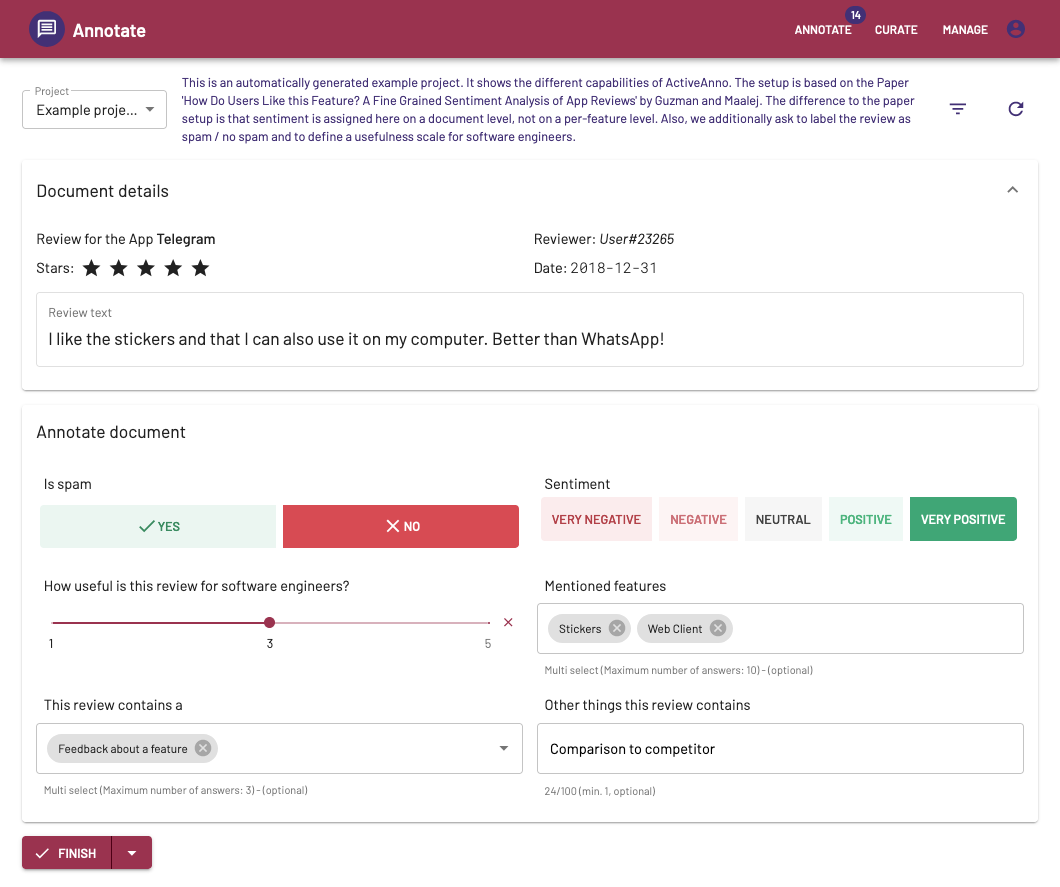 Annotate
ANNOTATE 14 CURATE MANAGE
Project
Example proje...
This is an automatically generated example project. It shows the different capabilities of ActiveAnno. The setup is based on the Paper
'How Do Users Like this Feature? A Fine Grained Sentiment Analysis of App Reviews' by Guzman and Maalej. The difference to the paper
setup is that sentiment is assigned here on a document level, not on a per-feature level. Also, we additionally ask to label the review as
spam / no spam and to define a usefulness scale for software engineers.
Document details
Review for the App Telegram
Reviewer: User#23265
Stars:
Date: 2018-12-31
Review text
I like the stickers and that I can also use it on my computer. Better than WhatsApp!
Annotate document
Is spam
YES NO
Sentiment
VERY NEGATIVE NEGATIVE NEUTRAL POSITIVE VERY POSITIVE
How useful is this review for software engineers?
1 3 5
Mentioned features
Stickers Web Client
Multi select (Maximum number of answers: 10) - (optional)
This review contains a
Feedback about a feature
Multi select (Maximum number of answers: 3) - (optional)
Other things this review contains
Comparison to competitor
24/100 (min. 1, optional)
FINISH